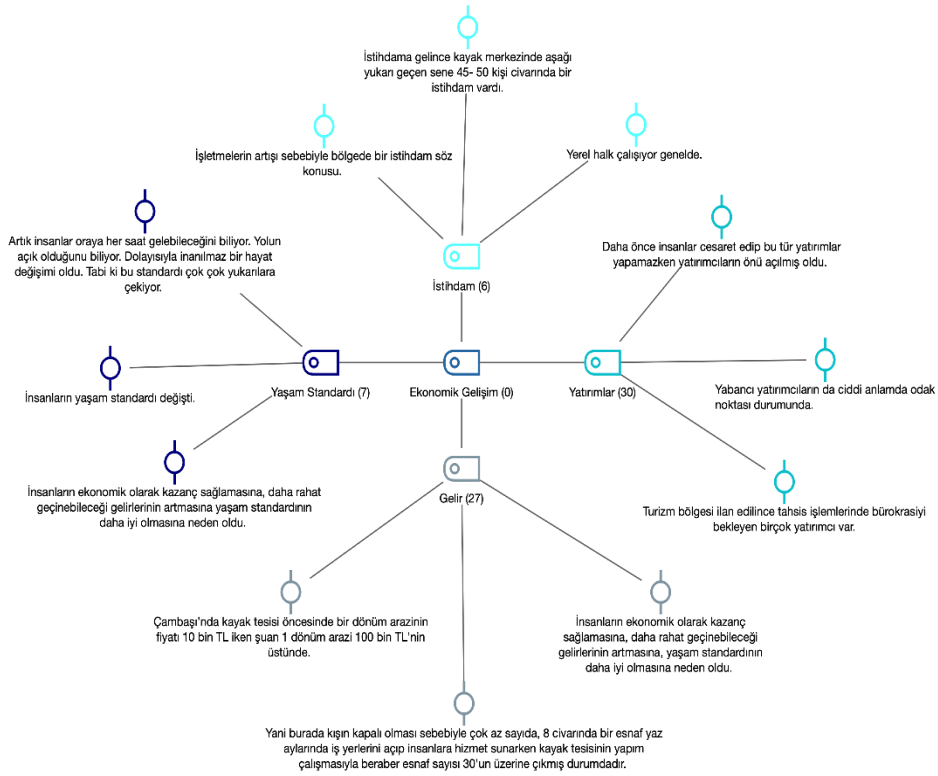 İstihdama gelince kayak merkezinde aşağı
yukarı geçen sene 45- 50 kişi civarında bir
istihdam vardı.
İşletmelerin artışı sebebiyle bölgede bir istihdam söz
konusu.
Yerel halk çalışıyor genelde.
Artık insanlar oraya her saat gelebileceğini biliyor. Yolun
açık olduğunu biliyor. Dolayısıyla inanılmaz bir hayat
değişimi oldu. Tabi ki bu standardı çok çok yukarılara
çekiyor.
Daha önce insanlar cesaret edip bu tür yatırımlar
yapamazken yatırımcıların önü açılmış oldu.
İstihdam (6)
İnsanların yaşam standardı değişti.
Yaşam Standardı (7)
Ekonomik Gelişim (0)
Yatırımlar (30)
Yabancı yatırımcıların da ciddi anlamda odak
noktası durumunda.
İnsanların ekonomik olarak kazanç sağlamasına, daha rahat
geçinebileceği gelirlerinin artmasına yaşam standardının
daha iyi olmasına neden oldu.
Gelir (27)
Turizm bölgesi ilan edilince tahsis işlemlerinde bürokrasiyi
bekleyen birçok yatırımcı var.
Çambaşı'nda kayak tesisi öncesinde bir dönüm arazinin
fiyatı 10 bin TL iken şuan 1 dönüm arazi 100 bin TL'nin
üstünde.
İnsanların ekonomik olarak kazanç
sağlamasına, daha rahat geçinebileceği
gelirlerinin artmasına, yaşam standardının
daha iyi olmasına neden oldu.
Yani burada kışın kapalı olması sebebiyle çok az sayıda, 8 civarında bir esnaf yaz
aylarında iş yerlerini açıp insanlara hizmet sunarken kayak tesisinin yapım
çalışmasıyla beraber esnaf sayısı 30'un üzerine çıkmış durumdadır.